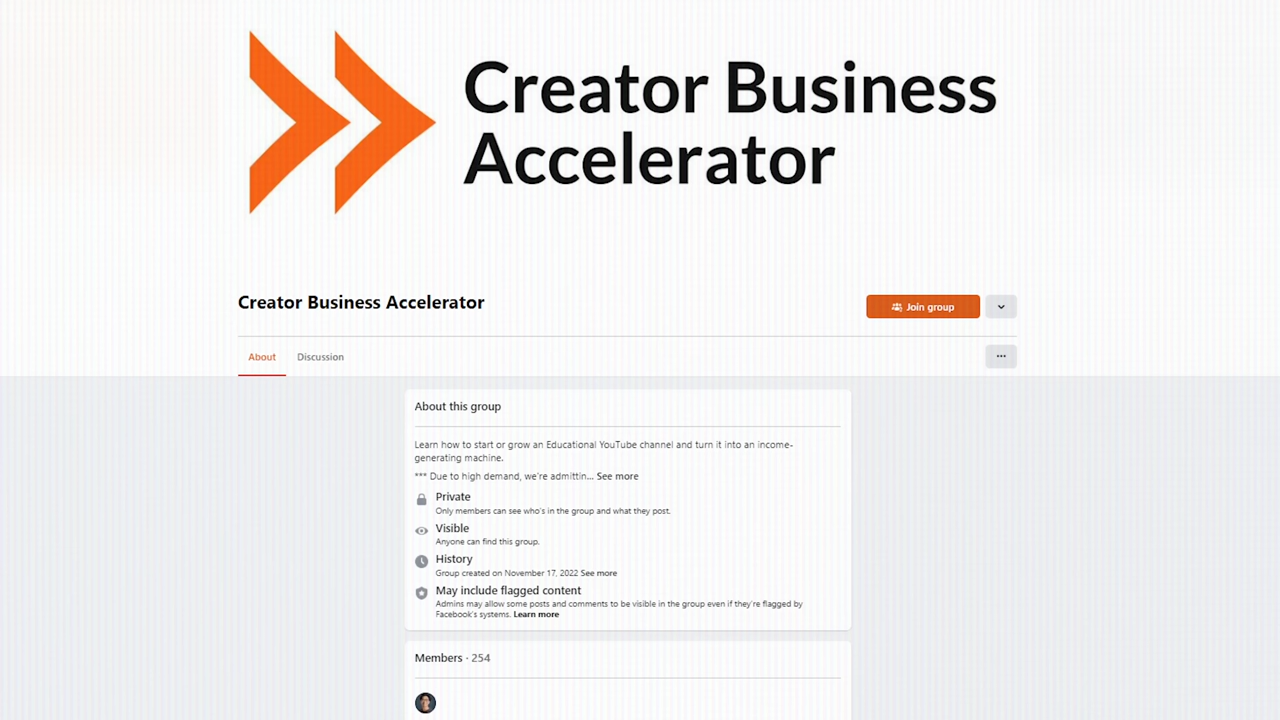 Creator Business
Accelerator
Creator Business Accelerator
Join group
About
Discussion
About this group
Learn how to start or grow an Educational YouTube channel and turn it into an income-
generating machine.
*** Due to high demand, we're admittin... See more
Private
Only members can see who's in the group and what they post.
Visible
Anyone can find this group.
History
Group created on November 17, 2022 See more
May include flagged content
Admins may allow some posts and comments to be visible in the group even if they're flagged by
Facebook's systems. Learn more
Members · 254